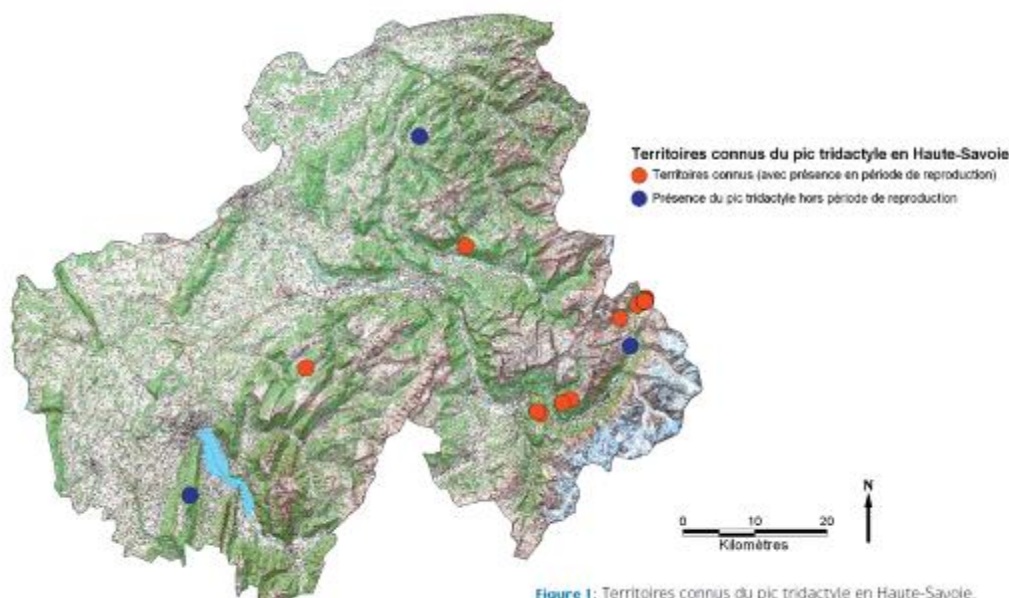 Territoires connus du pic tridactyle en Haute-Savoie
Territoires connus (avec présence en période de reproduction)
Présence du pic tridactyle hors période de reproduction
N
0 10 20
Kilomètres
Figure 1: Territoires connus du pic tridactyle en Haute-Savoie.